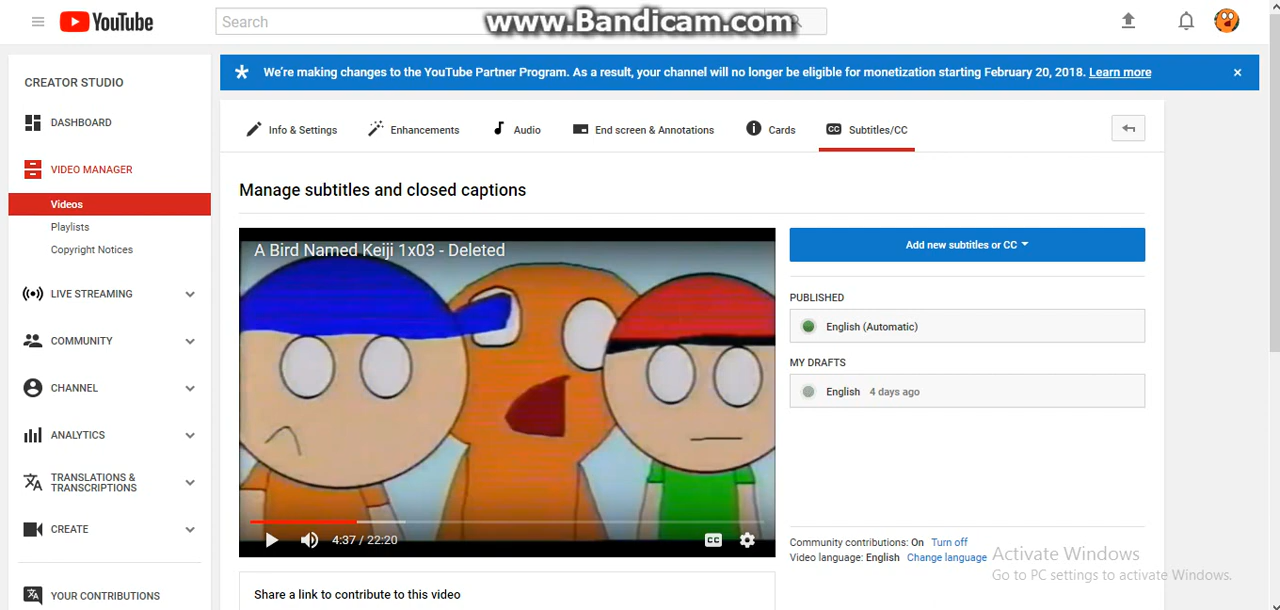 YouTube
Search
www.Bandicam.com
CREATOR STUDIO
DASHBOARD
VIDEO MANAGER
Videos
Playlists
Copyright Notices
LIVE STREAMING
COMMUNITY
CHANNEL
ANALYTICS
TRANSLATIONS &
TRANSCRIPTIONS
CREATE
YOUR CONTRIBUTIONS
We're making changes to the YouTube Partner Program. As a result, your channel will no longer be eligible for monetization starting February 20, 2018. Learn more
Info & Settings
Enhancements
Audio
End screen & Annotations
Cards
CC Subtitles/CC
Manage subtitles and closed captions
A Bird Named Keiji 1x03 - Deleted
4:37 / 22:20
CC
Share a link to contribute to this video
Add new subtitles or CC
PUBLISHED
English (Automatic)
MY DRAFTS
English 4 days ago
Community contributions: On Turn off
Video language: English Change language
Activate Windows
Go to PC settings to activate Windows.